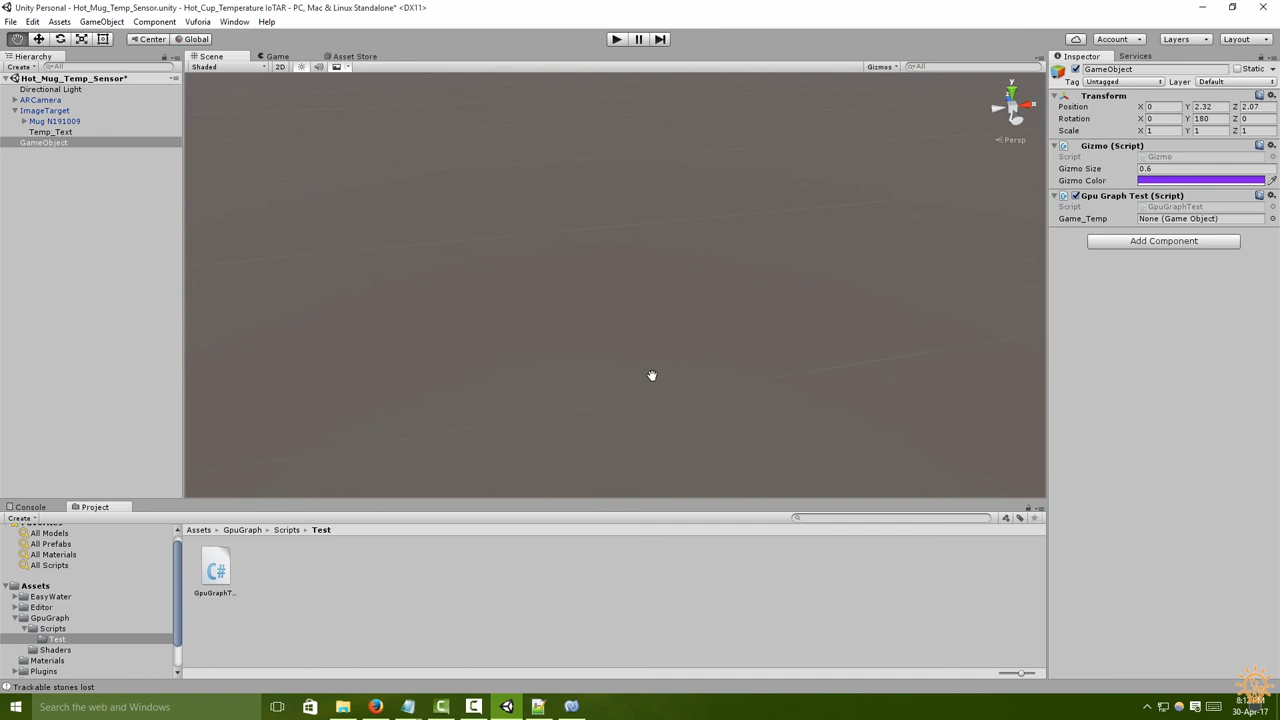 Unity Personal - Hot_Mug_Temp_Sensor.unity - Hot_Cup_Temperature IoTAR - PC, Mac & Linux Standalone* <DX11>
File Edit Assets GameObject Component Vuforia Window Help
Center Global Account Layers Layout
Hierarchy Scene Game Asset Store Inspector Services
Create All Shaded 2D Gizmos All
GameObject Static
Tag Untagged Layer Default
Hot_Mug_Temp_Sensor*
Directional Light
ARCamera
ImageTarget
Mug N191009
Temp_Text
GameObject
y
Persp
Transform
Position X 0 Y 2.32 Z 2.07
Rotation X 0 Y 180 Z 0
Scale X 1 Y 1 Z 1
Gizmo (Script)
Script Gizmo
Gizmo Size 0.6
Gizmo Color
Gpu Graph Test (Script)
Script GpuGraphTest
Game_Temp None (Game Object)
Add Component
Console Project
Create
Favorites
All Models
All Prefabs
All Materials
All Scripts
Assets
EasyWater
Editor
GpuGraph
Scripts
Test
Shaders
Materials
Plugins
Assets GpuGraph Scripts Test
C#
GpuGraphT...
Trackable stones lost
Search the web and Windows
30-Apr-17